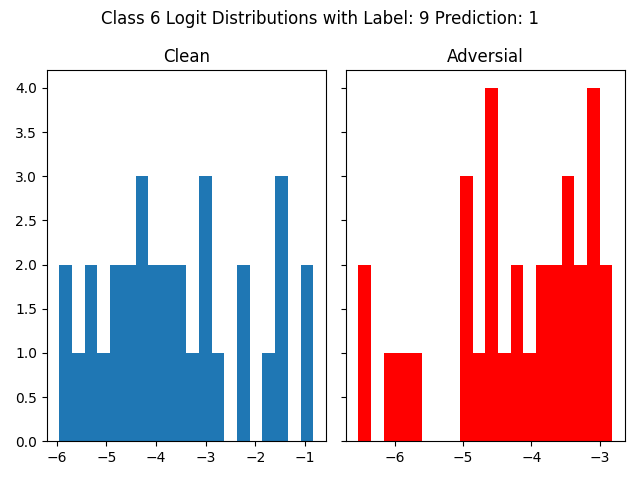 Class 6 Logit Distributions with Label: 9 Prediction: 1
Clean
Adversial
4.0
3.5
3.0
2.5
2.0
1.5
1.0
0.5
0.0
−6 −5 −4 −3 −2 −1
−6 −5 −4 −3